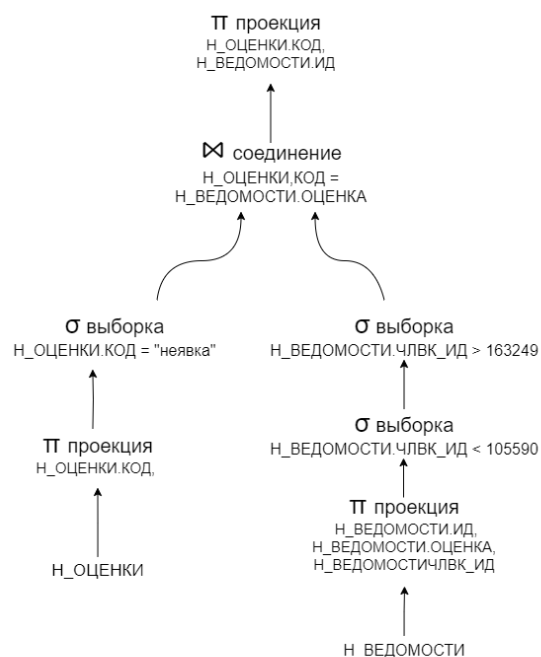 π проекция
Н_ОЦЕНКИ.КОД,
Н_ВЕДОМОСТИ.ИД
⋈ соединение
Н_ОЦЕНКИ,КОД =
Н_ВЕДОМОСТИ.ОЦЕНКА
σ выборка
Н_ОЦЕНКИ.КОД = "неявка"
π проекция
Н_ОЦЕНКИ.КОД,
Н_ОЦЕНКИ
σ выборка
Н_ВЕДОМОСТИ.ЧЛВК_ИД > 163249
σ выборка
Н_ВЕДОМОСТИ.ЧЛВК_ИД < 105590
π проекция
Н_ВЕДОМОСТИ.ИД,
Н_ВЕДОМОСТИ.ОЦЕНКА,
Н_ВЕДОМОСТИЧЛВК_ИД
Н_ВЕДОМОСТИ